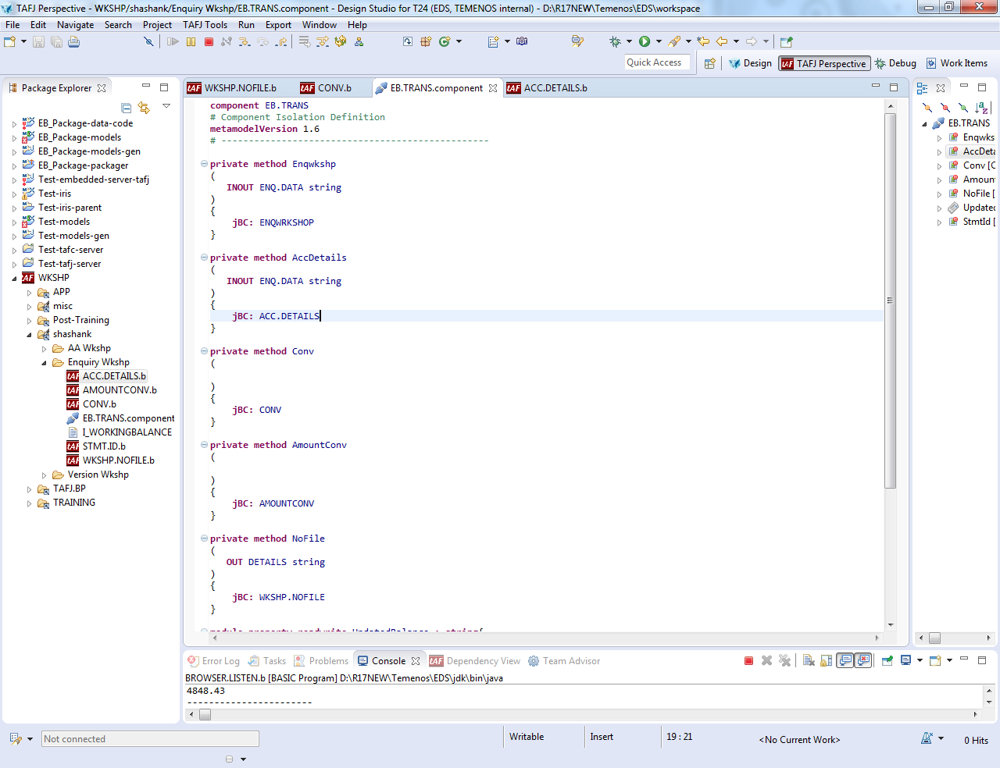 TAFJ Perspective - WKSHP/shashank/Enquiry Wkshp/EB.TRANS.component - Design Studio for T24 (EDS, TEMENOS internal) - D:\R17NEW\Temenos\EDS\workspace
File Edit Navigate Search Project TAFJ Tools Run Export Window Help
Quick Access
Design
TAFJ Perspective
Debug
Work Items
Package Explorer
EB_Package-data-code
EB_Package-models
EB_Package-models-gen
EB_Package-packager
Test-embedded-server-tafj
Test-iris
Test-iris-parent
Test-models
Test-models-gen
Test-tafc-server
Test-tafj-server
WKSHP
APP
misc
Post-Training
shashank
AA Wkshp
Enquiry Wkshp
ACC.DETAILS.b
AMOUNTCONV.b
CONV.b
EB.TRANS.component
I_WORKINGBALANCE
STMT.ID.b
WKSHP.NOFILE.b
Version Wkshp
TAFJ.BP
TRAINING
WKSHP.NOFILE.b
CONV.b
EB.TRANS.component
ACC.DETAILS.b
component EB.TRANS
# Component Isolation Definition
metamodelVersion 1.6
# -------------------------------------------------
private method Enqwkshp
(
INOUT ENQ.DATA string
)
{
jBC: ENQWRKSHOP
}
private method AccDetails
(
INOUT ENQ.DATA string
)
{
jBC: ACC.DETAILS
}
private method Conv
(
)
{
jBC: CONV
}
private method AmountConv
(
)
{
jBC: AMOUNTCONV
}
private method NoFile
(
OUT DETAILS string
)
{
jBC: WKSHP.NOFILE
}
module property readwrite UpdatedBalance : string{
EB.TRANS
Enqwks
AccDeta
Conv [C
Amoun
NoFile [
Updated
StmtId [
Error Log
Tasks
Problems
Console
Dependency View
Team Advisor
BROWSER.LISTEN.b [BASIC Program] D:\R17NEW\Temenos\EDS\jdk\bin\java
4848.43
-----------------------
Not connected
Writable
Insert
19 : 21
<No Current Work>
0 Hits